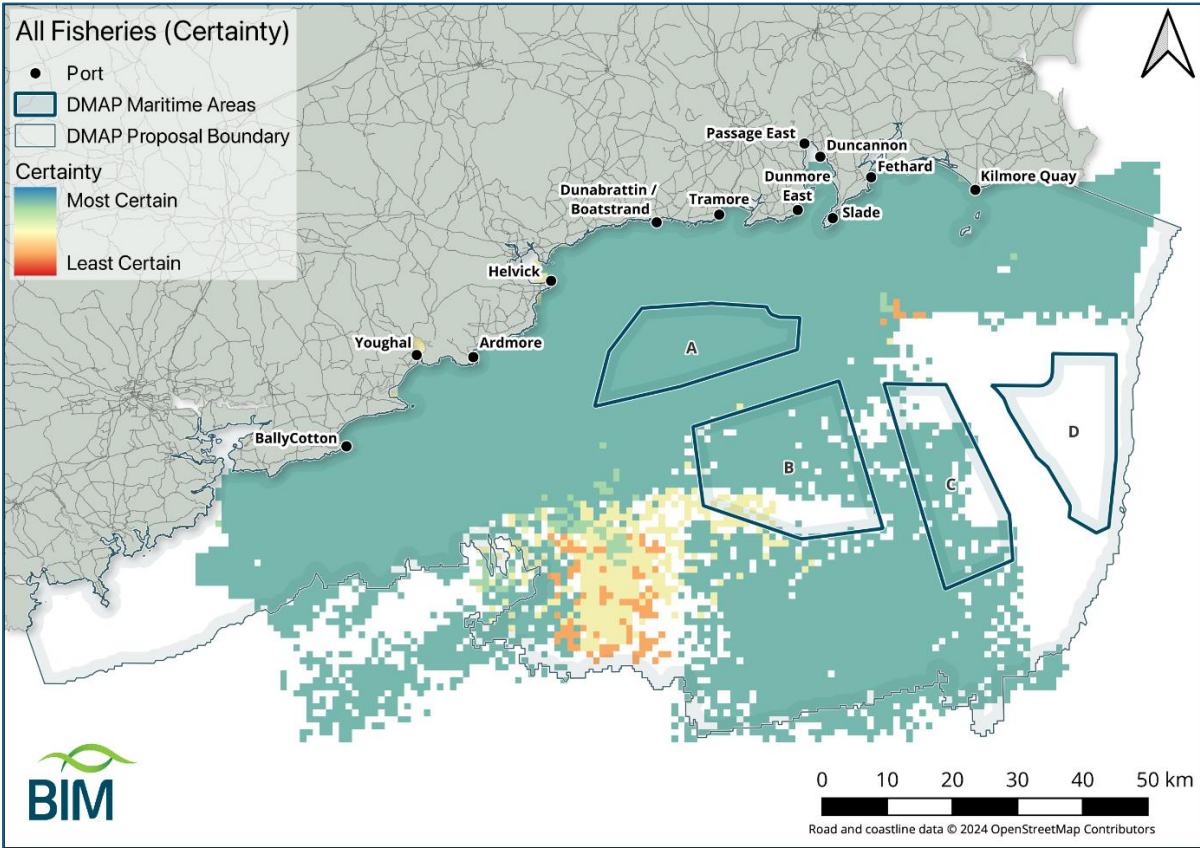 All Fisheries (Certainty)
Port
DMAP Maritime Areas
DMAP Proposal Boundary
Certainty
Most Certain
Least Certain
Passage East
Duncannon
Fethard
Dunmore
East
Kilmore Quay
Dunabrattin /
Boatstrand
Tramore
Slade
Helvick
A
Youghal
Ardmore
D
BallyCotton
B
C
BIM
0 10 20 30 40 50 km
Road and coastline data © 2024 OpenStreetMap Contributors